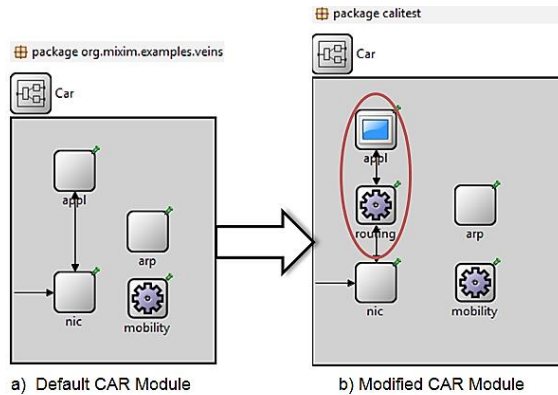 package org.mixim.examples.veins
Car
appl
arp
nic
mobility
a) Default CAR Module
package calitest
Car
appl
routing
arp
nic
mobility
b) Modified CAR Module